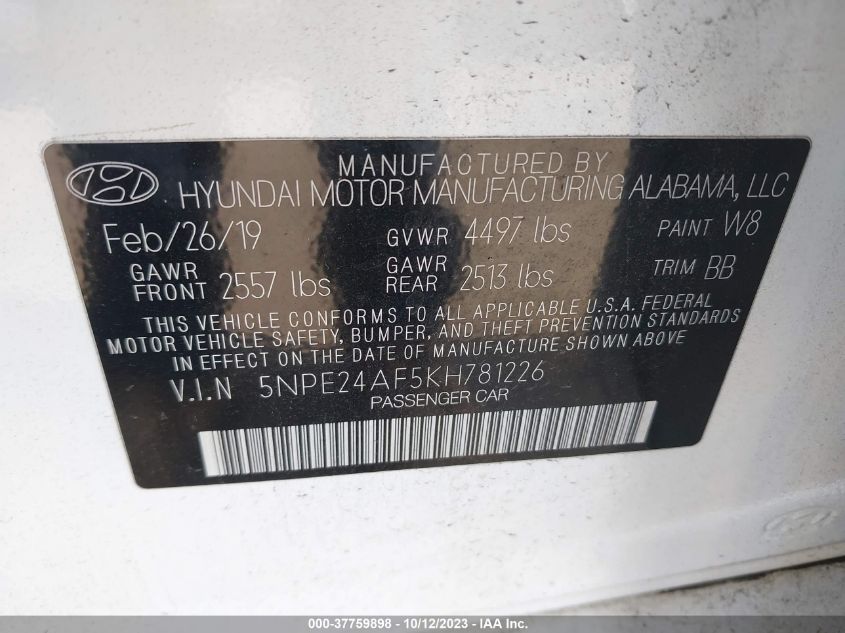 MANUFACTURED BY
HYUNDAI MOTOR MANUFACTURING ALABAMA, LLC
Feb/26/19 GVWR 4497 lbs PAINT W8
GAWR FRONT 2557 lbs GAWR REAR 2513 lbs TRIM BB
THIS VEHICLE CONFORMS TO ALL APPLICABLE U.S.A. FEDERAL
MOTOR VEHICLE SAFETY, BUMPER, AND THEFT PREVENTION STANDARDS
IN EFFECT ON THE DATE OF MANUFACTURE SHOWN ABOVE.
V.I.N 5NPE24AF5KH781226
PASSENGER CAR
000-37759898 - 10/12/2023 - Copyright © 2023 IAA, Inc.